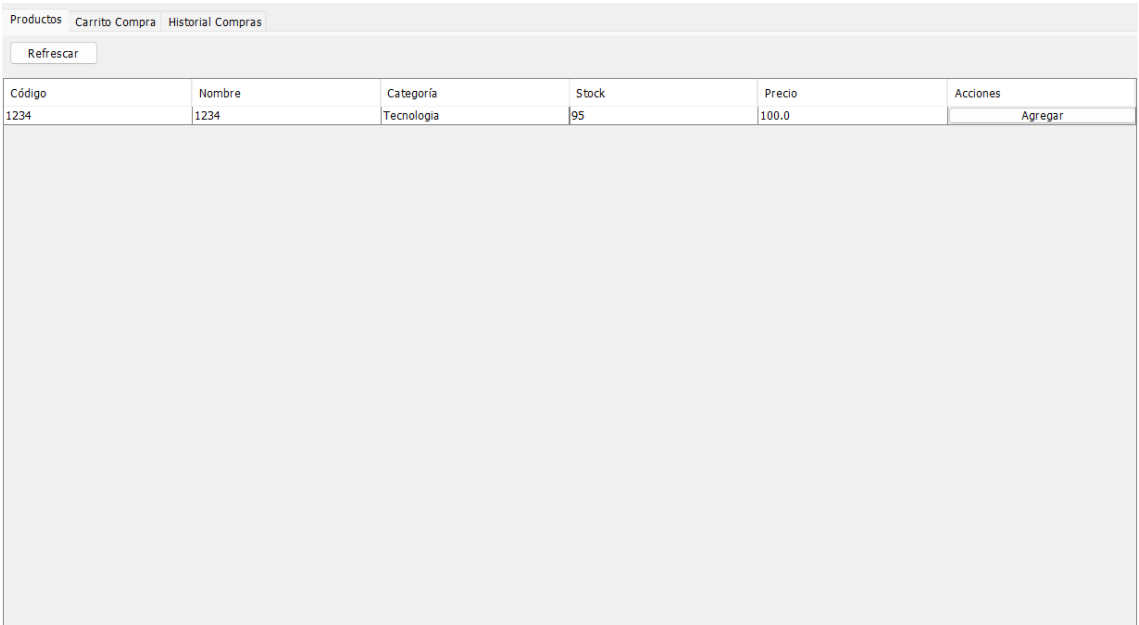 Productos Carrito Compra Historial Compras
Refrescar
Código Nombre Categoría Stock Precio Acciones
1234 1234 Tecnologia 95 100.0 Agregar